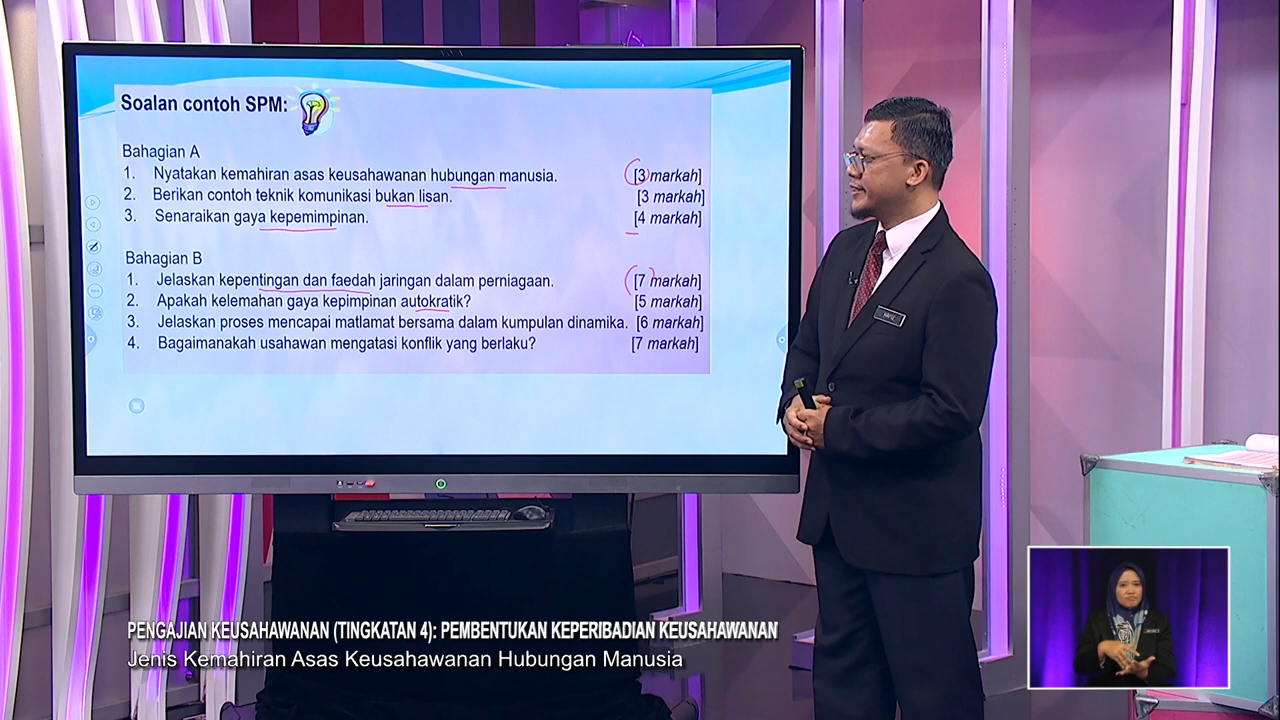 Soalan contoh SPM:
Bahagian A
1. Nyatakan kemahiran asas keusahawanan hubungan manusia. [3 markah]
2. Berikan contoh teknik komunikasi bukan lisan. [3 markah]
3. Senaraikan gaya kepemimpinan. [4 markah]
Bahagian B
1. Jelaskan kepentingan dan faedah jaringan dalam perniagaan. [7 markah]
2. Apakah kelemahan gaya kepimpinan autokratik? [5 markah]
3. Jelaskan proses mencapai matlamat bersama dalam kumpulan dinamika. [6 markah]
4. Bagaimanakah usahawan mengatasi konflik yang berlaku? [7 markah]
PENGAJIAN KEUSAHAWANAN (TINGKATAN 4): PEMBENTUKAN KEPERIBADIAN KEUSAHAWANAN
Jenis Kemahiran Asas Keusahawanan Hubungan Manusia